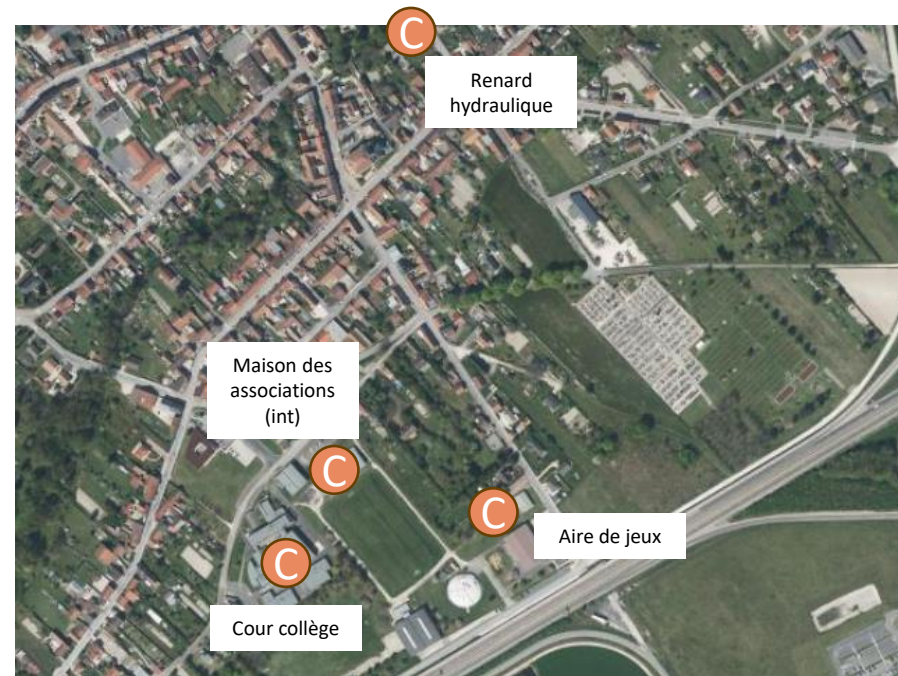 C
Renard
hydraulique
Maison des
associations
(int)
C
C
Aire de jeux
C
Cour collège